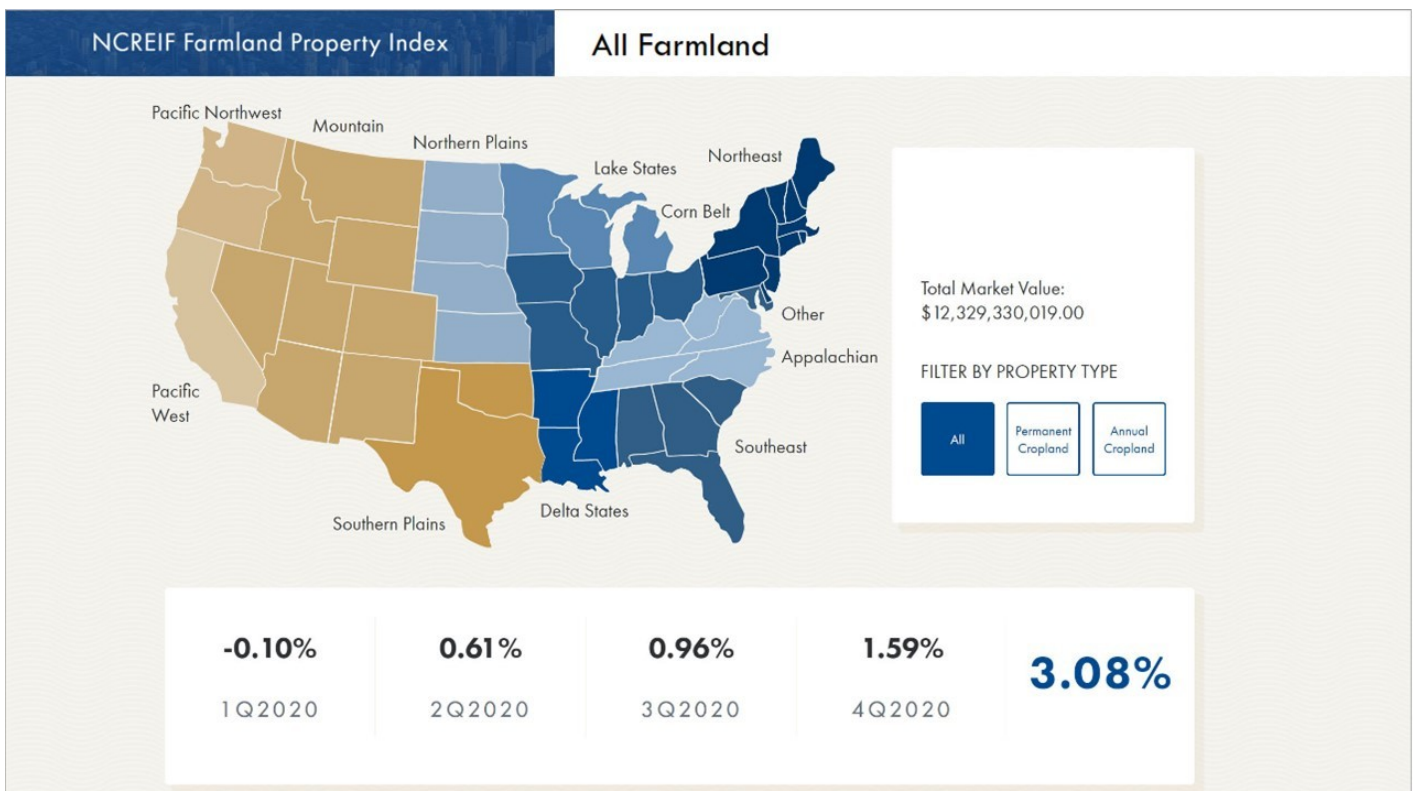 NCREIF Farmland Property Index
All Farmland
Pacific Northwest
Mountain
Northern Plains
Lake States
Northeast
Corn Belt
Other
Appalachian
Pacific
West
Southeast
Delta States
Southern Plains
Total Market Value:
$12,329,330,019.00
FILTER BY PROPERTY TYPE
All
Permanent
Cropland
Annual
Cropland
-0.10%
0.61%
0.96%
1.59%
3.08%
1Q2020
2Q2020
3Q2020
4Q2020